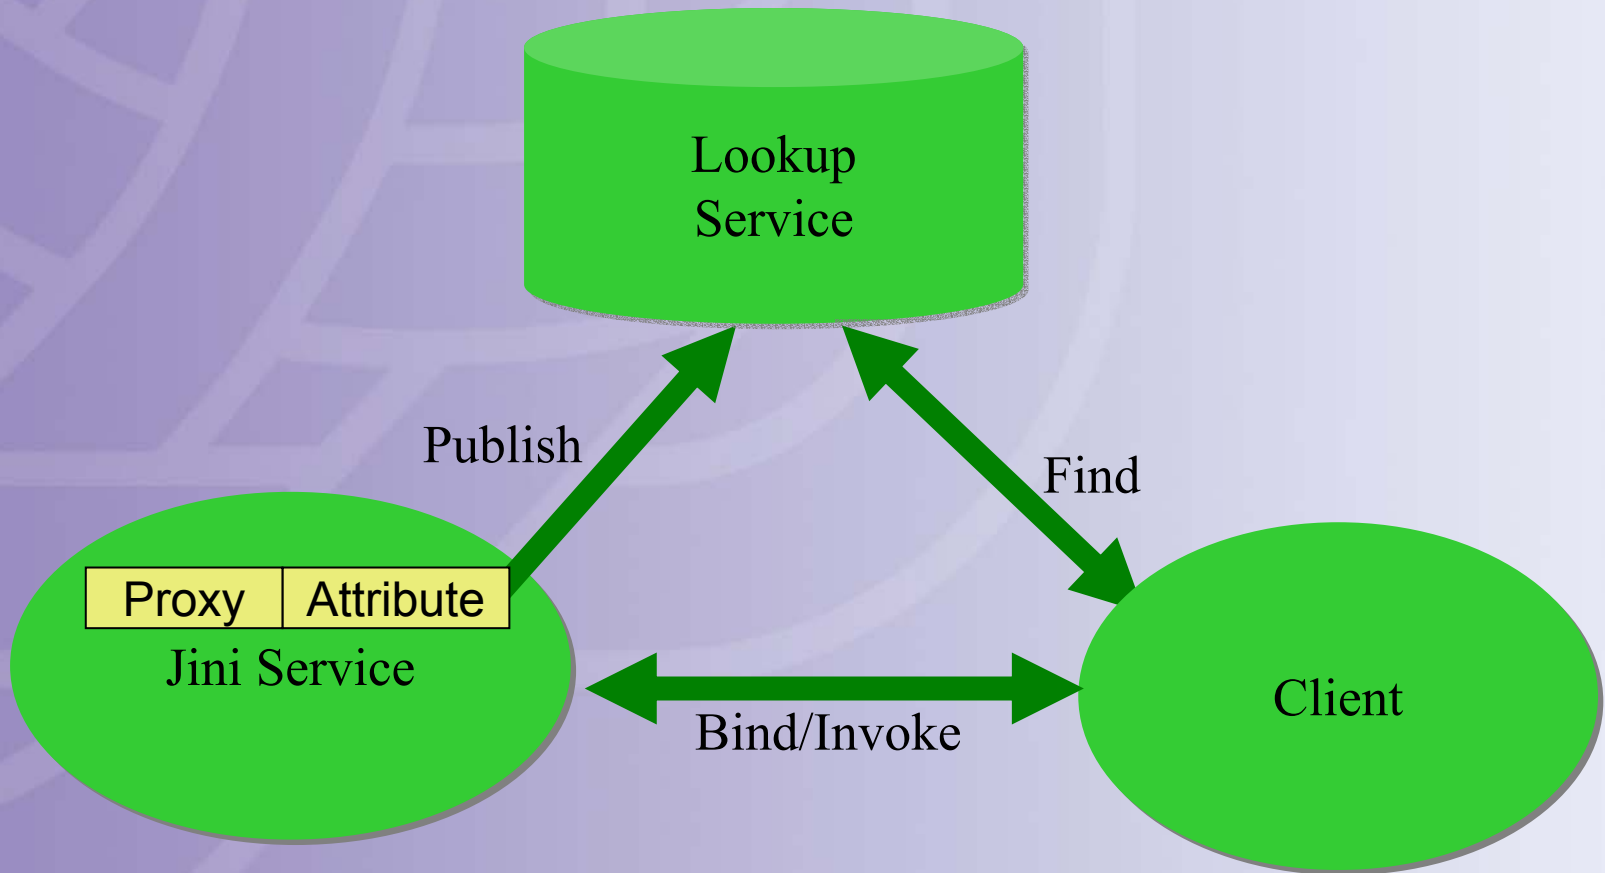 Lookup
Service
Publish
Find
Proxy Attribute
Jini Service
Client
Bind/Invoke